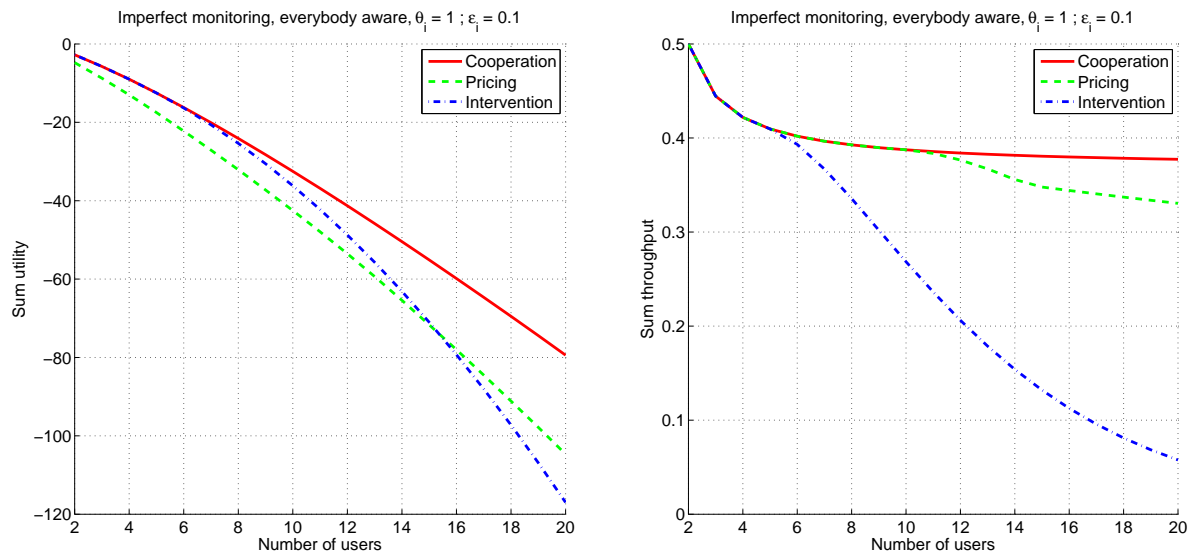 Imperfect monitoring, everybody aware, θi = 1 ; εi = 0.1
0
−20
−40
−60
−80
−100
−120
Sum utility
2 4 6 8 10 12 14 16 18 20
Number of users
Cooperation
Pricing
Intervention
Imperfect monitoring, everybody aware, θi = 1 ; εi = 0.1
0.5
0.4
0.3
0.2
0.1
0
Sum throughput
2 4 6 8 10 12 14 16 18 20
Number of users
Cooperation
Pricing
Intervention